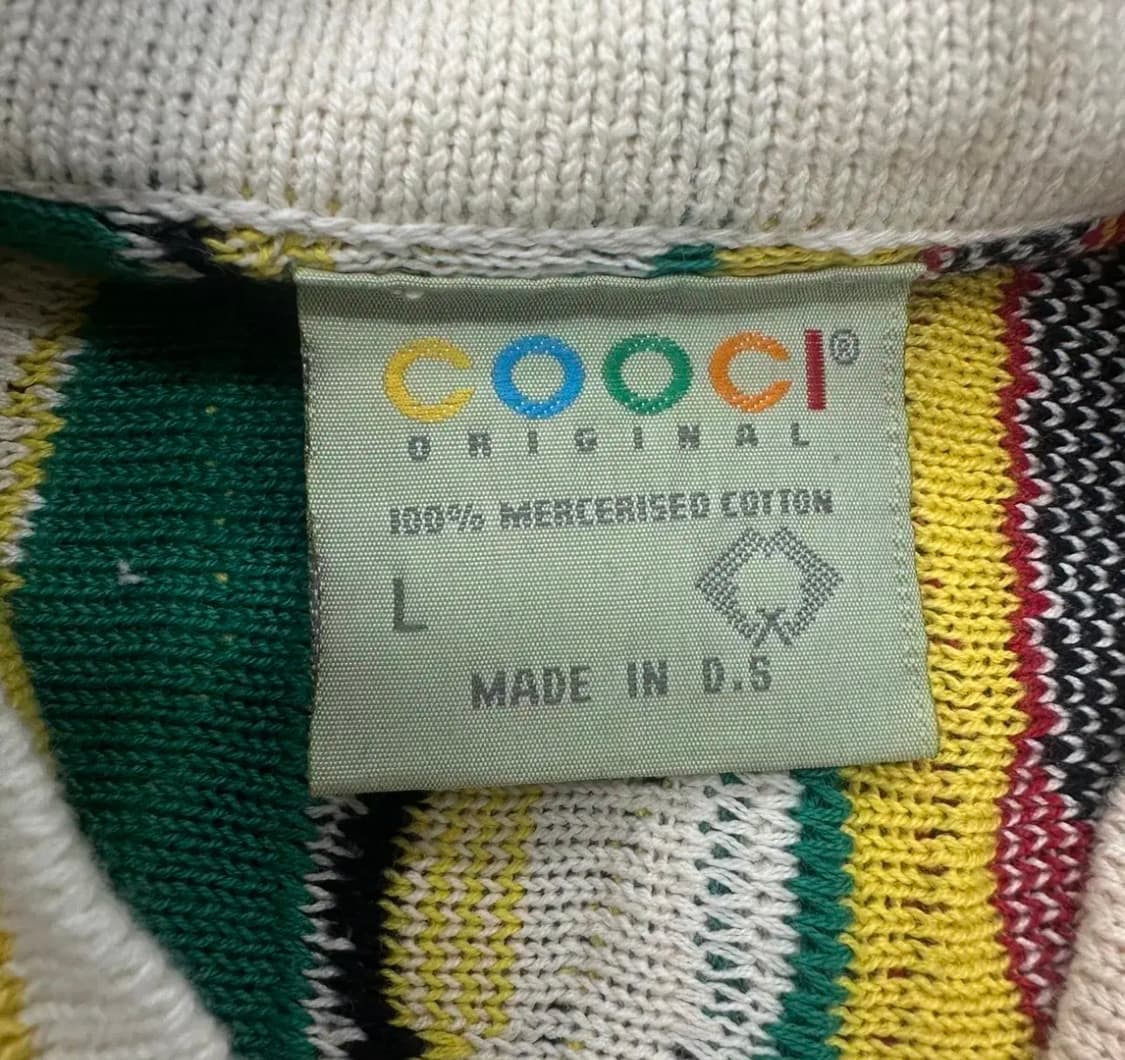 COOCI®
ORIGINAL
100% MERCERISED COTTON
L
MADE IN D.S